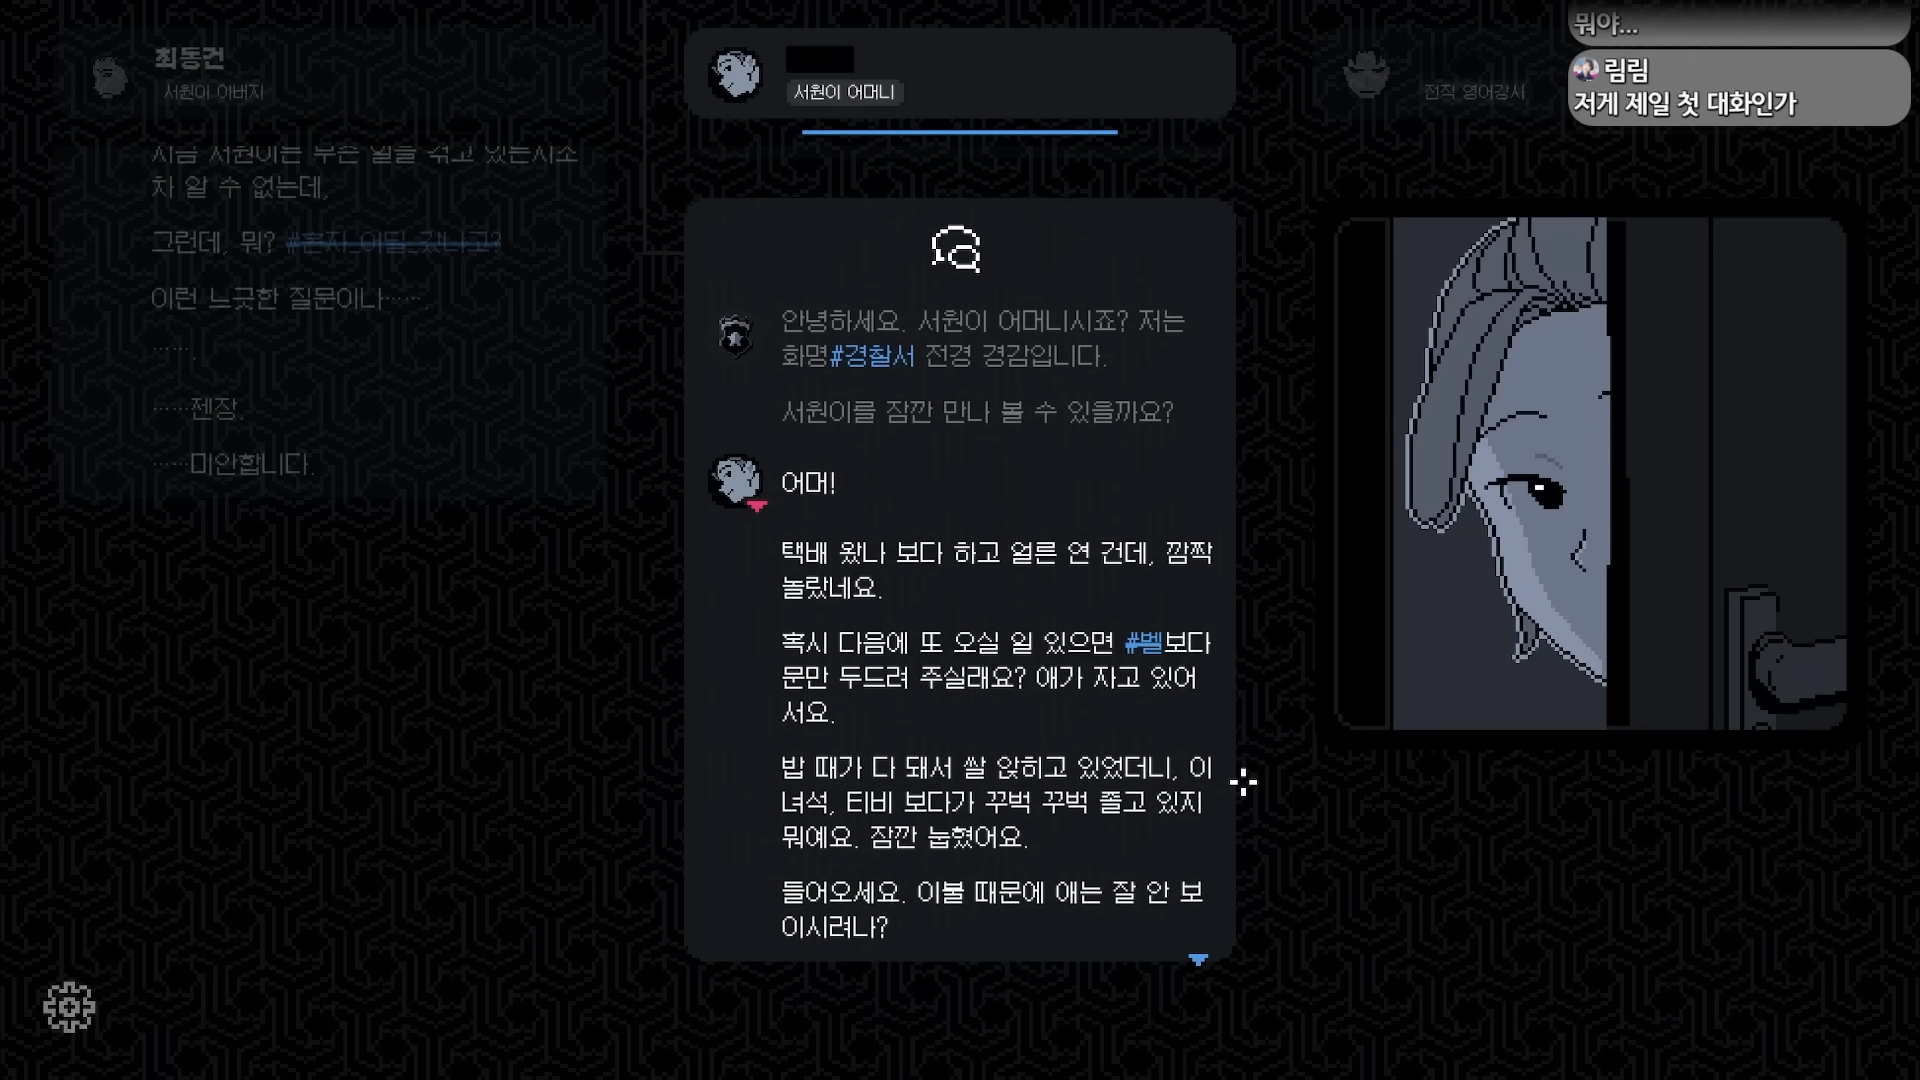 최동건
서원이 아버지
지금 서원이는 무슨 일을 겪고 있는지조
차 알 수 없는데,
그런데, 뭐? #혼자 어딜 갔냐고?
이런 느긋한 질문이나…….
…….
……젠장.
……미안합니다.
서원이 어머니
안녕하세요. 서원이 어머니시죠? 저는
화명#경찰서 전경 경감입니다.
서원이를 잠깐 만나 볼 수 있을까요?
어머!
택배 왔나 보다 하고 얼른 연 건데, 깜짝
놀랐네요.
혹시 다음에 또 오실 일 있으면 #벨보다
문만 두드려 주실래요? 애가 자고 있어
서요.
밥 때가 다 돼서 쌀 앉히고 있었더니, 이
녀석, 티비 보다가 꾸벅 꾸벅 졸고 있지
뭐예요. 잠깐 눕혔어요.
들어오세요. 이불 때문에 애는 잘 안 보
이시려나?
전직 영어강사
뭐야...
림림
저게 제일 첫 대화인가